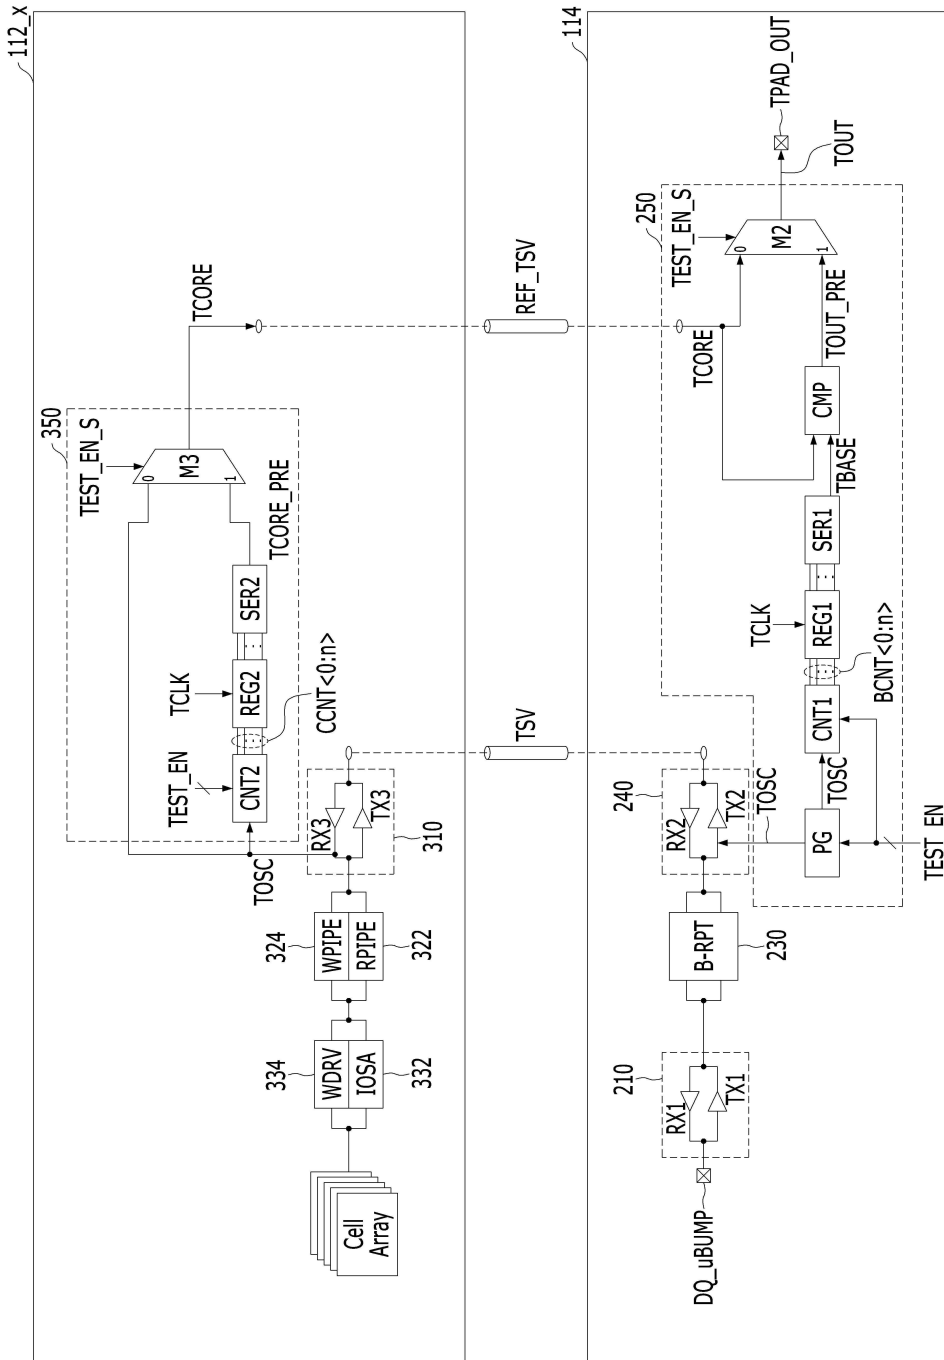 112_x
350
TEST_EN_S
0
M3
1
TCORE
TCORE_PRE
SER2
TCLK
REG2
CCNT<0:n>
TEST_EN
CNT2
TOSC
RX3
TX3
310
324
WPIPE
RPIPE
322
334
WDRV
IOSA
332
Cell
Array
REF_TSV
TSV
114
TPAD_OUT
TOUT
250
TEST_EN_S
0
M2
1
TCORE
TOUT_PRE
CMP
TBASE
SER1
TCLK
REG1
BCNT<0:n>
CNT1
TOSC
PG
TEST_EN
240
RX2
TX2
TOSC
B-RPT
230
210
RX1
TX1
DQ_uBUMP